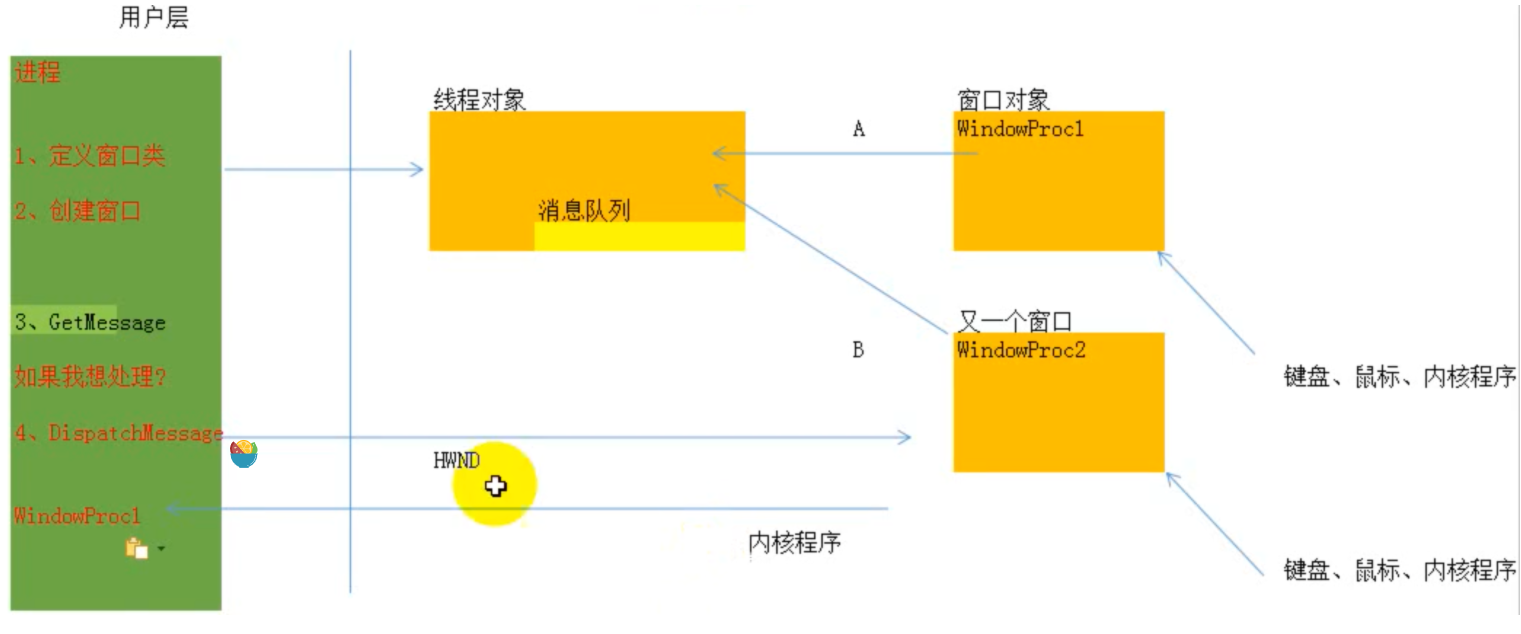 用户层
进程
1、定义窗口类
2、创建窗口
3、GetMessage
如果我想处理?
4、DispatchMessage
WindowProc1
线程对象
消息队列
A
窗口对象
WindowProc1
B
又一个窗口
WindowProc2
键盘、鼠标、内核程序
HWND
内核程序
键盘、鼠标、内核程序